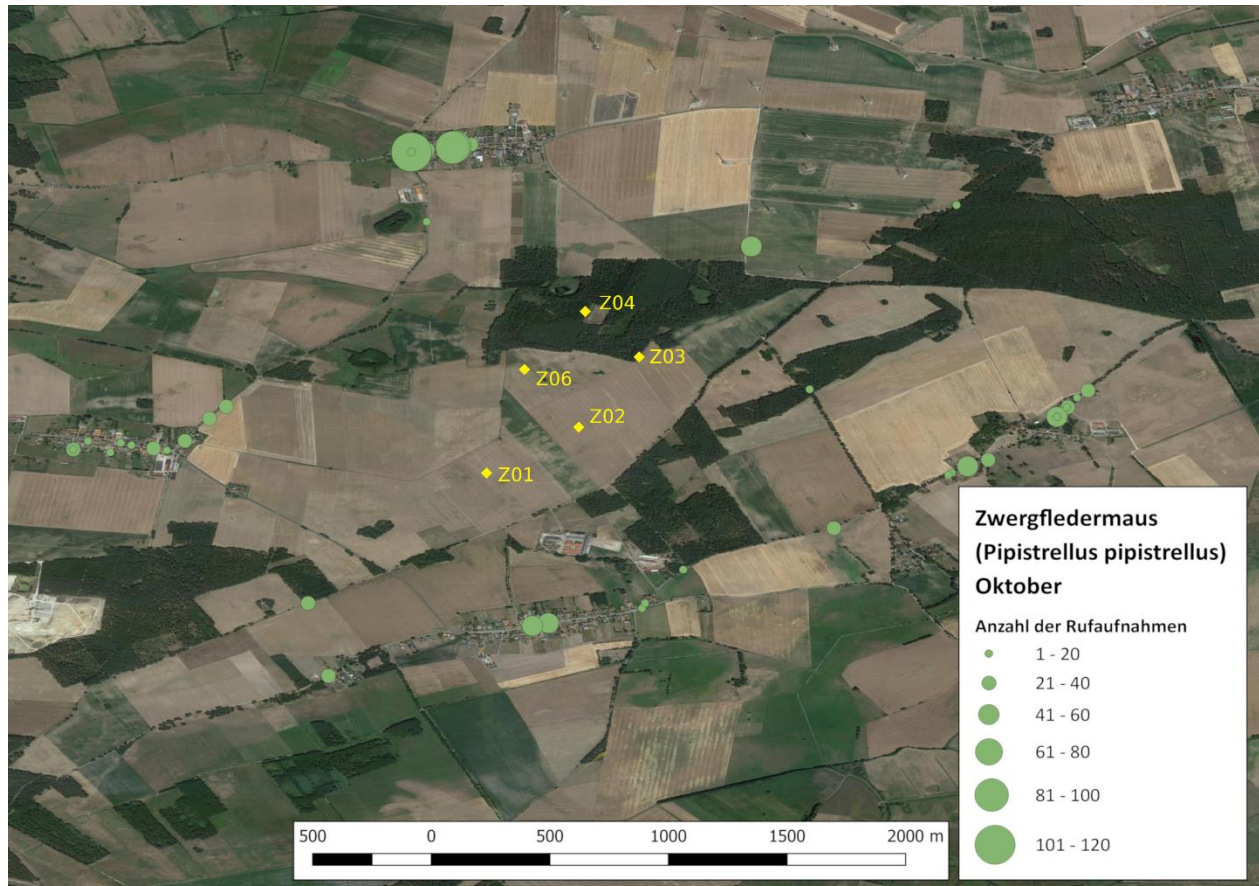 Z04
Z03
Z06
Z02
Z01
Zwergfledermaus
(Pipistrellus pipistrellus)
Oktober
Anzahl der Rufaufnahmen
1 - 20
21 - 40
41 - 60
61 - 80
81 - 100
101 - 120
500 0 500 1000 1500 2000 m